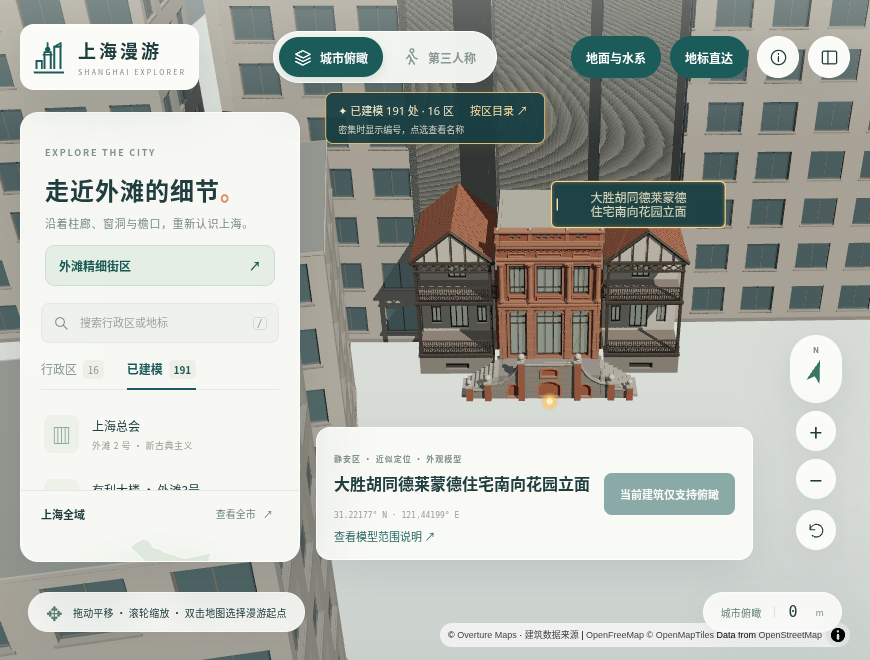 上海漫游
SHANGHAI EXPLORER
城市俯瞰
第三人称
地面与水系
地标直达
✦ 已建模 191 处 · 16 区 按区目录 ↗
密集时显示编号，点选查看名称
EXPLORE THE CITY
走近外滩的细节。
沿着柱廊、窗洞与檐口，重新认识上海。
外滩精细街区 ↗
搜索行政区或地标 /
行政区 16
已建模 191
上海总会
外滩 2 号 • 新古典主义
有利大楼 • 外滩3号
上海全域
查看全市 ↗
大胜胡同德莱蒙德
住宅南向花园立面
N
+
−
静安区 • 近似定位 • 外观模型
大胜胡同德莱蒙德住宅南向花园立面
当前建筑仅支持俯瞰
31.22177° N · 121.44199° E
查看模型范围说明 ↗
拖动平移 • 滚轮缩放 • 双击地图选择漫游起点
城市俯瞰 0 m
© Overture Maps · 建筑数据来源 | OpenFreeMap © OpenMapTiles Data from OpenStreetMap